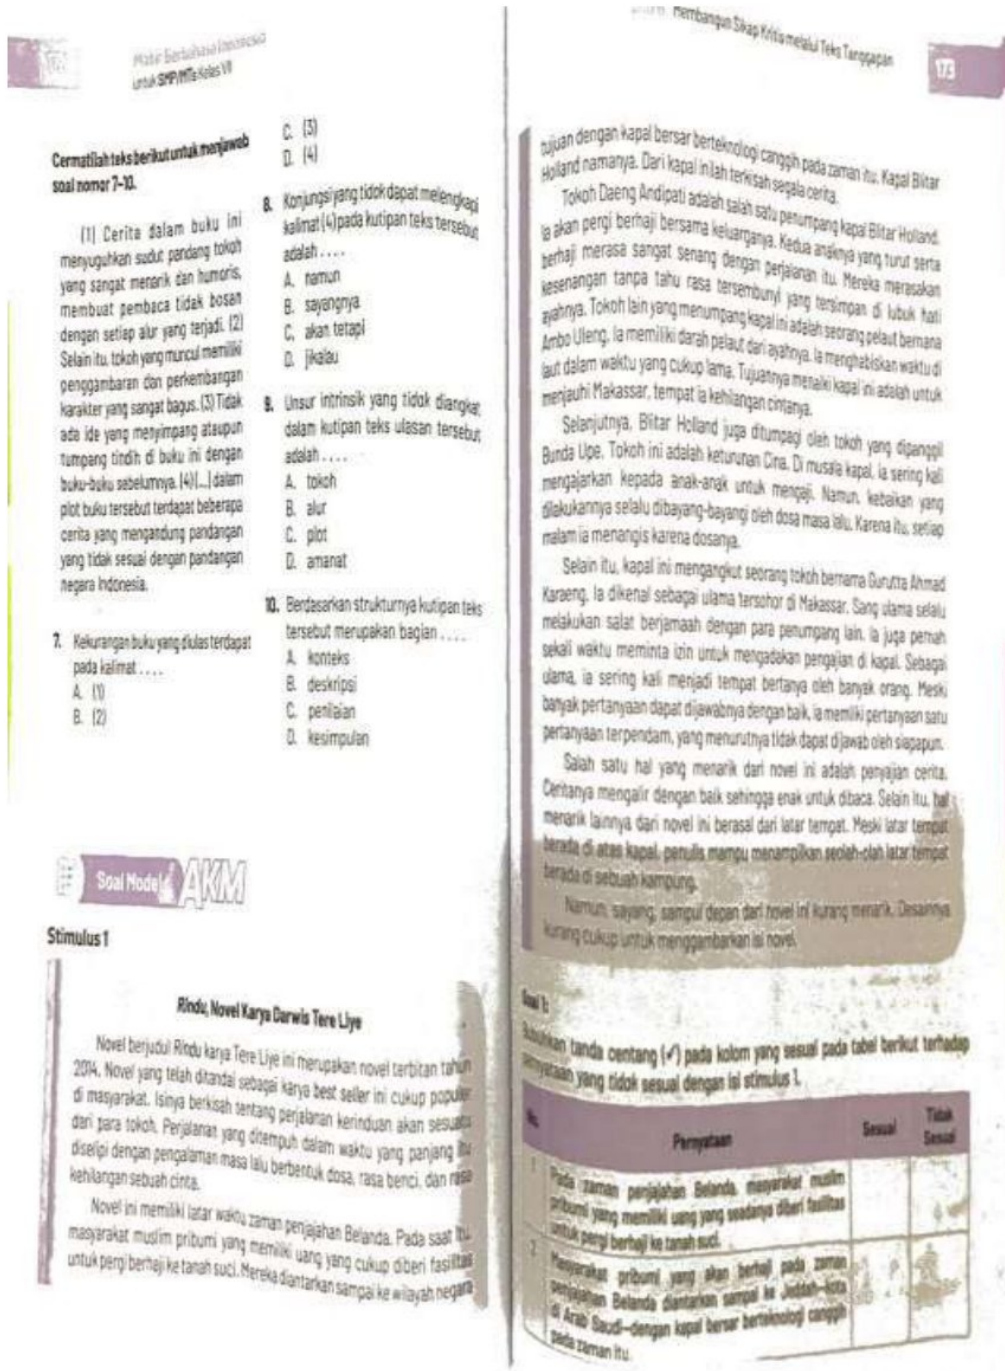 Mahir Berbahasa Indonesia
untuk SMP/MTs Kelas VII
Cermatilah teks berikut untuk menjawab
soal nomor 7-10.
(1) Cerita dalam buku ini
menyuguhkan sudut pandang tokoh
yang sangat menarik dan humoris,
membuat pembaca tidak bosan
dengan setiap alur yang terjadi. (2)
Selain itu, tokoh yang muncul memiliki
penggambaran dan perkembangan
karakter yang sangat bagus. (3) Tidak
ada ide yang menyimpang ataupun
tumpang tindih di buku ini dengan
buku-buku sebelumnya. (4) [...] dalam
plot buku tersebut terdapat beberapa
cerita yang mengandung pandangan
yang tidak sesuai dengan pandangan
negara Indonesia.
7. Kekurangan buku yang diulas terdapat
pada kalimat . . . .
A. (1)
B. (2)
C. (3)
D. (4)
8. Konjungsi yang tidak dapat melengkapi
kalimat (4) pada kutipan teks tersebut
adalah . . . .
A. namun
B. sayangnya
C. akan tetapi
D. jikalau
9. Unsur intrinsik yang tidak diangkat
dalam kutipan teks ulasan tersebut
adalah . . . .
A. tokoh
B. alur
C. plot
D. amanat
10. Berdasarkan strukturnya kutipan teks
tersebut merupakan bagian . . . .
A. konteks
B. deskripsi
C. penilaian
D. kesimpulan
Soal Model AKM
Stimulus 1
Rindu, Novel Karya Darwis Tere Liye
Novel berjudul Rindu karya Tere Liye ini merupakan novel terbitan tahun
2014. Novel yang telah ditandai sebagai karya best seller ini cukup populer
di masyarakat. Isinya berkisah tentang perjalanan kerinduan akan sesuatu
dari para tokoh. Perjalanan yang ditempuh dalam waktu yang panjang itu
diselipi dengan pengalaman masa lalu berbentuk dosa, rasa benci, dan rasa
kehilangan sebuah cinta.
Novel ini memiliki latar waktu zaman penjajahan Belanda. Pada saat itu,
masyarakat muslim pribumi yang memiliki uang yang cukup diberi fasilitas
untuk pergi berhaji ke tanah suci. Mereka diantarkan sampai ke wilayah negara
Membangun Sikap Kritis melalui Teks Tanggapan
173
tujuan dengan kapal bersar berteknologi canggih pada zaman itu. Kapal Blitar
Holland namanya. Dari kapal inilah terkisah segala cerita.
Tokoh Daeng Andipati adalah salah satu penumpang kapal Blitar Holland.
Ia akan pergi berhaji bersama keluarganya. Kedua anaknya yang turut serta
berhaji merasa sangat senang dengan perjalanan itu. Mereka merasakan
kesenangan tanpa tahu rasa tersembunyi yang tersimpan di lubuk hati
ayahnya. Tokoh lain yang menumpang kapal ini adalah seorang pelaut bernama
Ambo Uleng. Ia memiliki darah pelaut dari ayahnya. Ia menghabiskan waktu di
laut dalam waktu yang cukup lama. Tujuannya menaiki kapal ini adalah untuk
menjauhi Makassar, tempat ia kehilangan cintanya.
Selanjutnya, Blitar Holland juga ditumpagi oleh tokoh yang dipanggil
Bunda Upe. Tokoh ini adalah keturunan Cina. Di musala kapal, ia sering kali
mengajarkan kepada anak-anak untuk mengaji. Namun, kebaikan yang
dilakukannya selalu dibayang-bayangi oleh dosa masa lalu. Karena itu, setiap
malam ia menangis karena dosanya.
Selain itu, kapal ini mengangkut seorang tokoh bernama Gurutta Ahmad
Karaeng. Ia dikenal sebagai ulama tersohor di Makassar. Sang ulama selalu
melakukan salat berjamaah dengan para penumpang lain. Ia juga pernah
sekali waktu meminta izin untuk mengadakan pengajian di kapal. Sebagai
ulama, ia sering kali menjadi tempat bertanya oleh banyak orang. Meski
banyak pertanyaan dapat dijawabnya dengan baik, ia memiliki pertanyaan satu
pertanyaan terpendam, yang menurutnya tidak dapat dijawab oleh siapapun.
Salah satu hal yang menarik dari novel ini adalah penyajian cerita.
Ceritanya mengalir dengan baik sehingga enak untuk dibaca. Selain itu, hal
menarik lainnya dari novel ini berasal dari latar tempat. Meski latar tempat
berada di atas kapal, penulis mampu menampilkan seolah-olah latar tempat
berada di sebuah kampung.
Namun, sayang, sampul depan dari novel ini kurang menarik. Desainnya
kurang cukup untuk menggambarkan isi novel.
Soal 1:
Bubuhkan tanda centang (✓) pada kolom yang sesuai pada tabel berikut terhadap
pernyataan yang tidak sesuai dengan isi stimulus 1.
No. Pernyataan Sesuai Tidak Sesuai
1 Pada zaman penjajahan Belanda, masyarakat muslim
pribumi yang memiliki uang yang seadanya diberi fasilitas
untuk pergi berhaji ke tanah suci.
2 Masyarakat pribumi yang akan berhaji pada zaman
penjajahan Belanda diantarkan sampai ke Jeddah—kota
di Arab Saudi—dengan kapal bersar berteknologi canggih
pada zaman itu.